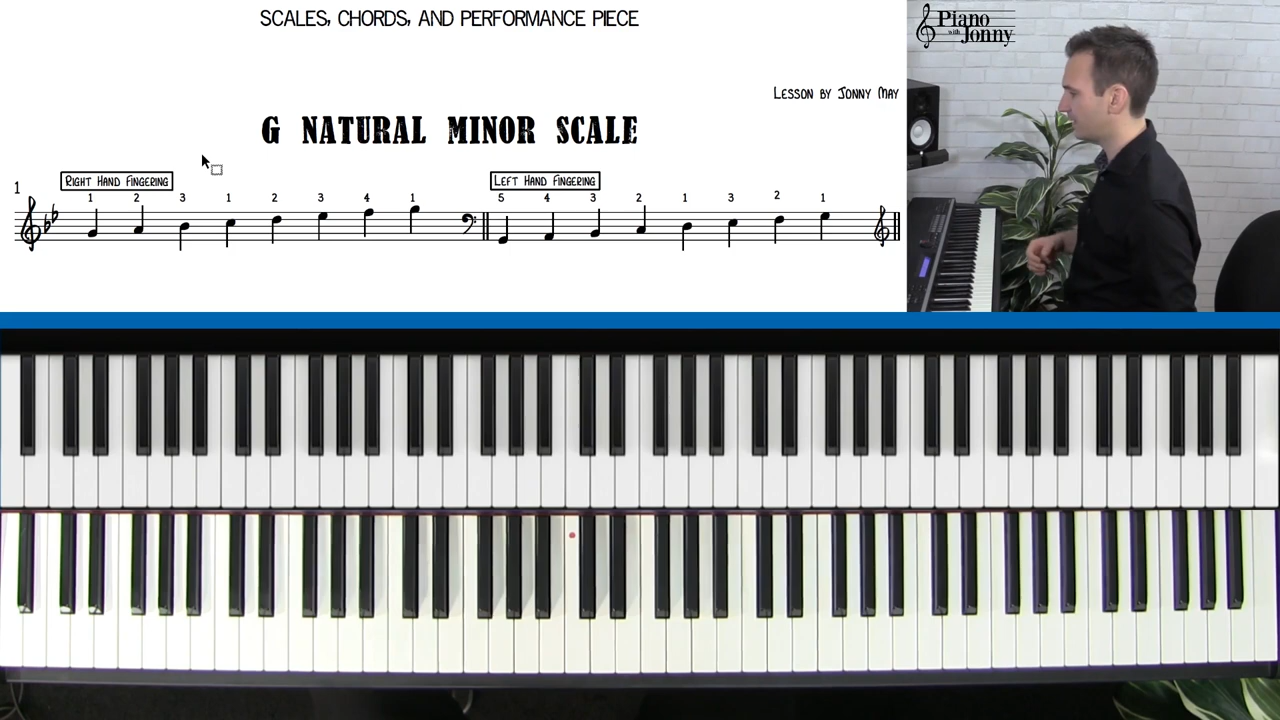 SCALES, CHORDS, AND PERFORMANCE PIECE
Piano
with
Jonny
LESSON BY JONNY MAY
G NATURAL MINOR SCALE
1
RIGHT HAND FINGERING
LEFT HAND FINGERING
1 2 3 1 2 3 4 1
5 4 3 2 1 3 2 1